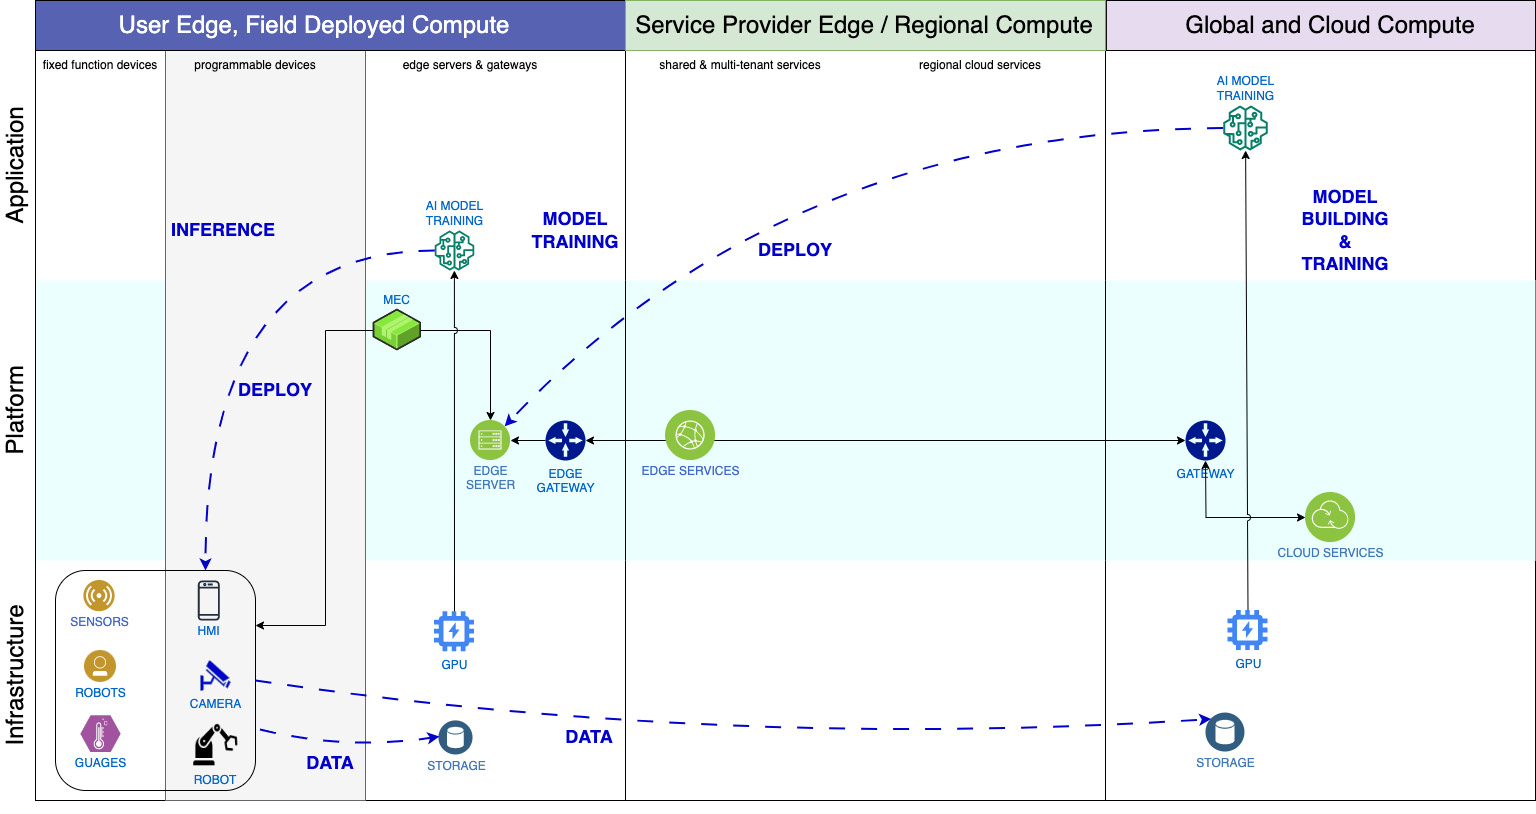 User Edge, Field Deployed Compute
Service Provider Edge / Regional Compute
Global and Cloud Compute
fixed function devices
programmable devices
edge servers & gateways
shared & multi-tenant services
regional cloud services
Application
AI MODEL
TRAINING
MODEL
BUILDING
&
TRAINING
AI MODEL
TRAINING
INFERENCE
MODEL
TRAINING
DEPLOY
Platform
MEC
DEPLOY
EDGE
SERVER
EDGE
GATEWAY
EDGE SERVICES
GATEWAY
CLOUD SERVICES
Infrastructure
SENSORS
HMI
ROBOTS
CAMERA
GUAGES
ROBOT
GPU
GPU
DATA
DATA
STORAGE
STORAGE